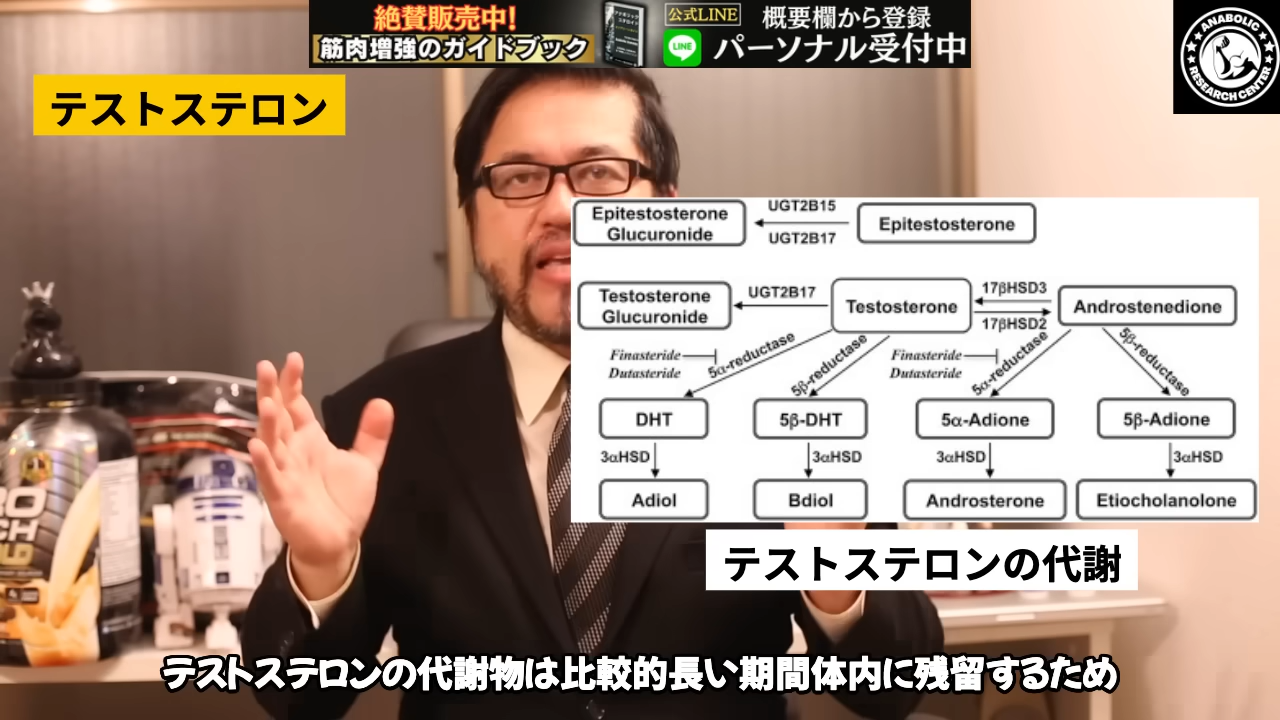 絶賛販売中!
筋肉増強のガイドブック
公式LINE
LINE
概要欄から登録
パーソナル受付中
ANABOLIC
RESEARCH CENTER
テストステロン
Epitestosterone
Glucuronide
UGT2B15
UGT2B17
Epitestosterone
Testosterone
Glucuronide
UGT2B17
Testosterone
17βHSD3
17βHSD2
Androstenedione
Finasteride
Dutasteride
5α-reductase
5β-reductase
Finasteride
Dutasteride
5α-reductase
5β-reductase
DHT
5β-DHT
5α-Adione
5β-Adione
3αHSD
3αHSD
3αHSD
3αHSD
Adiol
Bdiol
Androsterone
Etiocholanolone
テストステロンの代謝
テストステロンの代謝物は比較的長い期間体内に残留するため